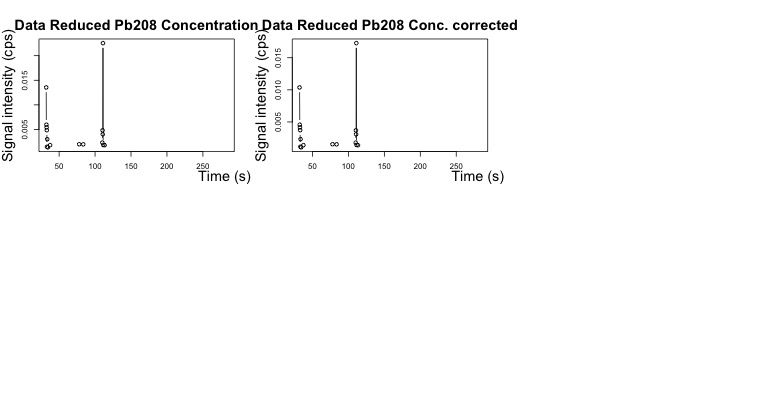 Data Reduced Pb208 Concentration
Signal intensity (cps)
0.015
0.005
50 100 150 200 250
Time (s)
Data Reduced Pb208 Conc. corrected
Signal intensity (cps)
0.015
0.010
0.005
50 100 150 200 250
Time (s)